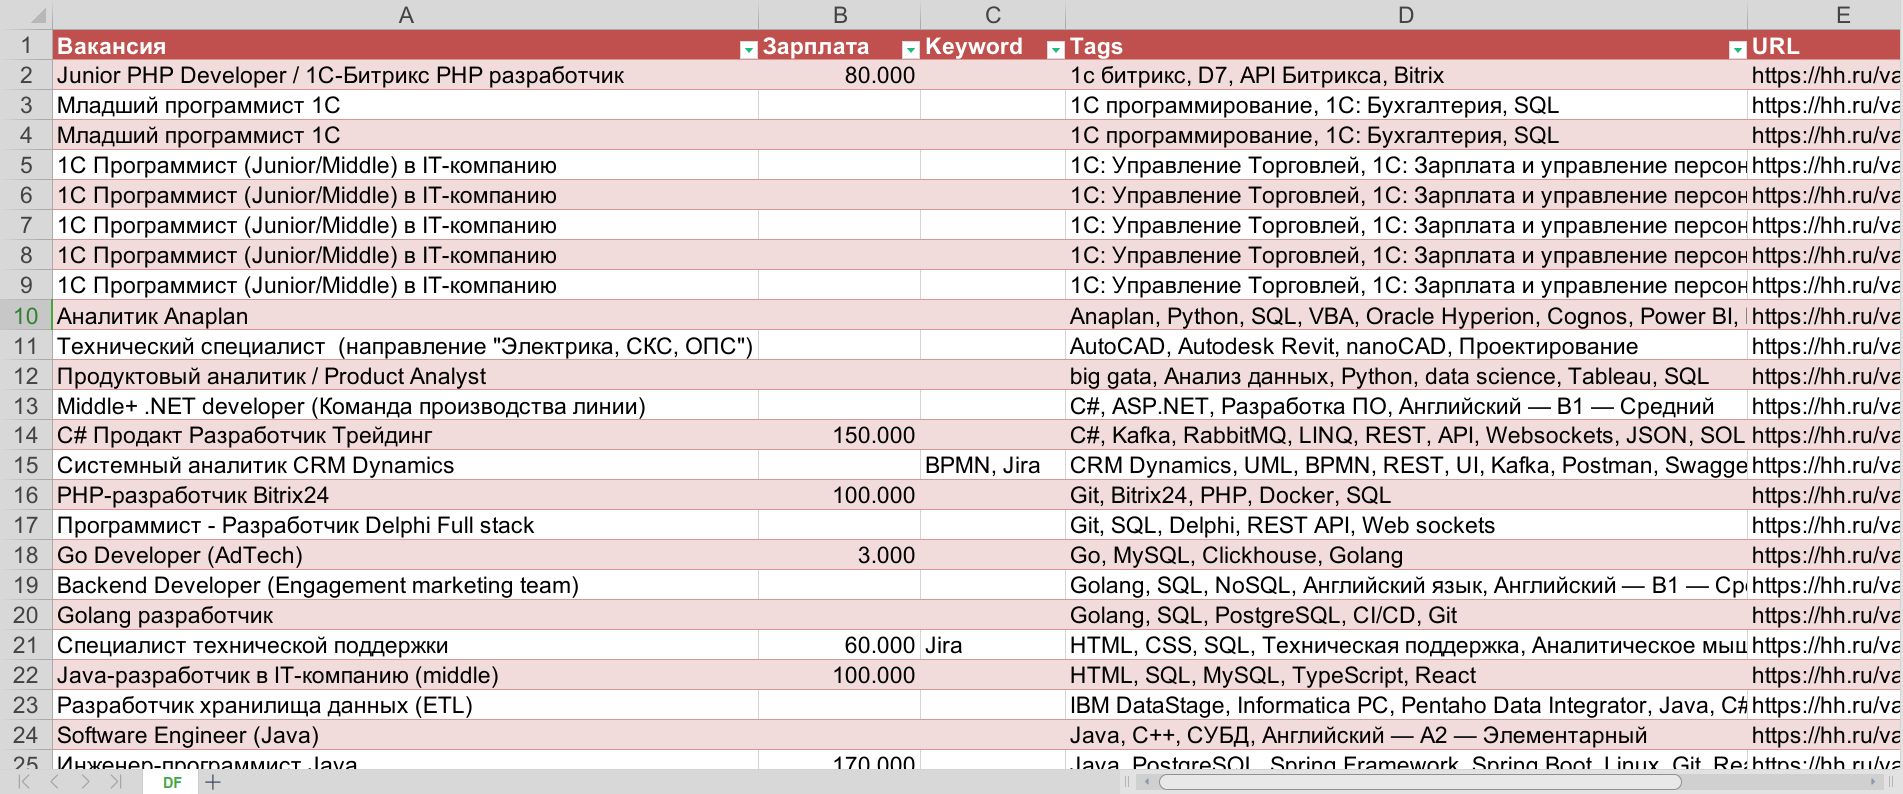 A B C D E
1 Вакансия Зарплата Keyword Tags URL
2 Junior PHP Developer / 1С-Битрикс PHP разработчик 80.000 1с битрикс, D7, API Битрикса, Bitrix https://hh.ru/va
3 Младший программист 1С 1С программирование, 1С: Бухгалтерия, SQL https://hh.ru/va
4 Младший программист 1С 1С программирование, 1С: Бухгалтерия, SQL https://hh.ru/va
5 1С Программист (Junior/Middle) в IT-компанию 1С: Управление Торговлей, 1С: Зарплата и управление персон https://hh.ru/va
6 1С Программист (Junior/Middle) в IT-компанию 1С: Управление Торговлей, 1С: Зарплата и управление персон https://hh.ru/va
7 1С Программист (Junior/Middle) в IT-компанию 1С: Управление Торговлей, 1С: Зарплата и управление персон https://hh.ru/va
8 1С Программист (Junior/Middle) в IT-компанию 1С: Управление Торговлей, 1С: Зарплата и управление персон https://hh.ru/va
9 1С Программист (Junior/Middle) в IT-компанию 1С: Управление Торговлей, 1С: Зарплата и управление персон https://hh.ru/va
10 Аналитик Anaplan Anaplan, Python, SQL, VBA, Oracle Hyperion, Cognos, Power BI, https://hh.ru/va
11 Технический специалист (направление "Электрика, СКС, ОПС") AutoCAD, Autodesk Revit, nanoCAD, Проектирование https://hh.ru/va
12 Продуктовый аналитик / Product Analyst big gata, Анализ данных, Python, data science, Tableau, SQL https://hh.ru/va
13 Middle+ .NET developer (Команда производства линии) C#, ASP.NET, Разработка ПО, Английский — B1 — Средний https://hh.ru/va
14 C# Продакт Разработчик Трейдинг 150.000 C#, Kafka, RabbitMQ, LINQ, REST, API, Websockets, JSON, SOL https://hh.ru/va
15 Системный аналитик CRM Dynamics BPMN, Jira CRM Dynamics, UML, BPMN, REST, UI, Kafka, Postman, Swagge https://hh.ru/va
16 PHP-разработчик Bitrix24 100.000 Git, Bitrix24, PHP, Docker, SQL https://hh.ru/va
17 Программист - Разработчик Delphi Full stack Git, SQL, Delphi, REST API, Web sockets https://hh.ru/va
18 Go Developer (AdTech) 3.000 Go, MySQL, Clickhouse, Golang https://hh.ru/va
19 Backend Developer (Engagement marketing team) Golang, SQL, NoSQL, Английский язык, Английский — B1 — Сре https://hh.ru/va
20 Golang разработчик Golang, SQL, PostgreSQL, CI/CD, Git https://hh.ru/va
21 Специалист технической поддержки 60.000 Jira HTML, CSS, SQL, Техническая поддержка, Аналитическое мыш https://hh.ru/va
22 Java-разработчик в IT-компанию (middle) 100.000 HTML, SQL, MySQL, TypeScript, React https://hh.ru/va
23 Разработчик хранилища данных (ETL) IBM DataStage, Informatica PC, Pentaho Data Integrator, Java, C# https://hh.ru/va
24 Software Engineer (Java) Java, C++, СУБД, Английский — A2 — Элементарный https://hh.ru/va
25 Инженер-программист Java 170.000 Java, PostgreSQL, Spring Framework, Spring Boot, Linux, Git, Rea https://hh.ru/va
DF